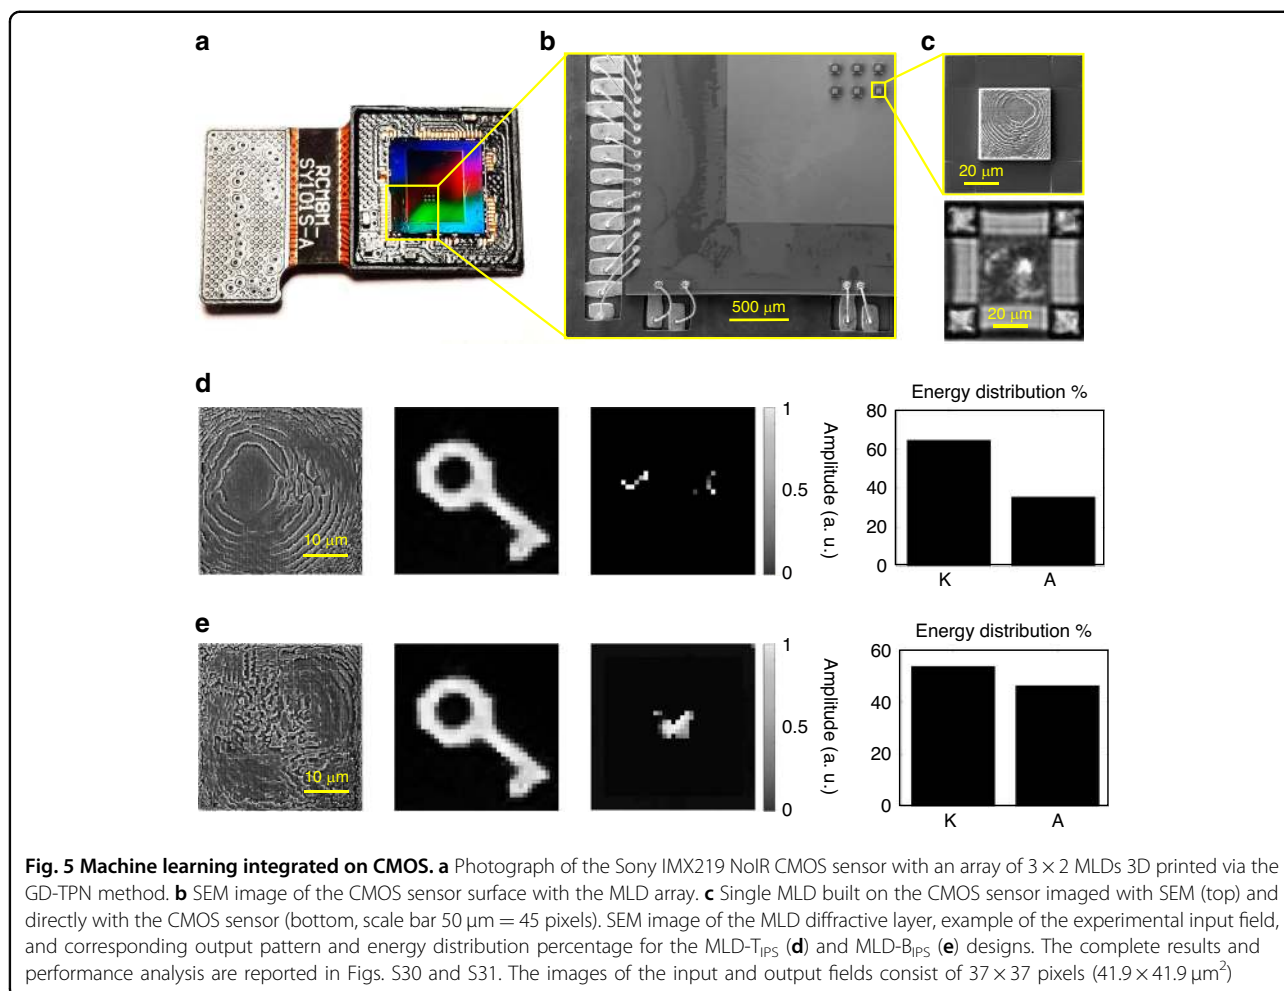 a
b
c
RCM8M_
SY101S-A
500 μm
20 μm
20 μm
d
10 μm
1
0.5
0
Amplitude (a. u.)
Energy distribution %
80
60
40
20
0
K
A
e
10 μm
1
0.5
0
Amplitude (a. u.)
Energy distribution %
60
40
20
0
K
A
Fig. 5 Machine learning integrated on CMOS. a Photograph of the Sony IMX219 NoIR CMOS sensor with an array of 3 × 2 MLDs 3D printed via the
GD-TPN method. b SEM image of the CMOS sensor surface with the MLD array. c Single MLD built on the CMOS sensor imaged with SEM (top) and
directly with the CMOS sensor (bottom, scale bar 50 μm = 45 pixels). SEM image of the MLD diffractive layer, example of the experimental input field,
and corresponding output pattern and energy distribution percentage for the MLD-TIPS (d) and MLD-BIPS (e) designs. The complete results and
performance analysis are reported in Figs. S30 and S31. The images of the input and output fields consist of 37 × 37 pixels (41.9 × 41.9 μm²)